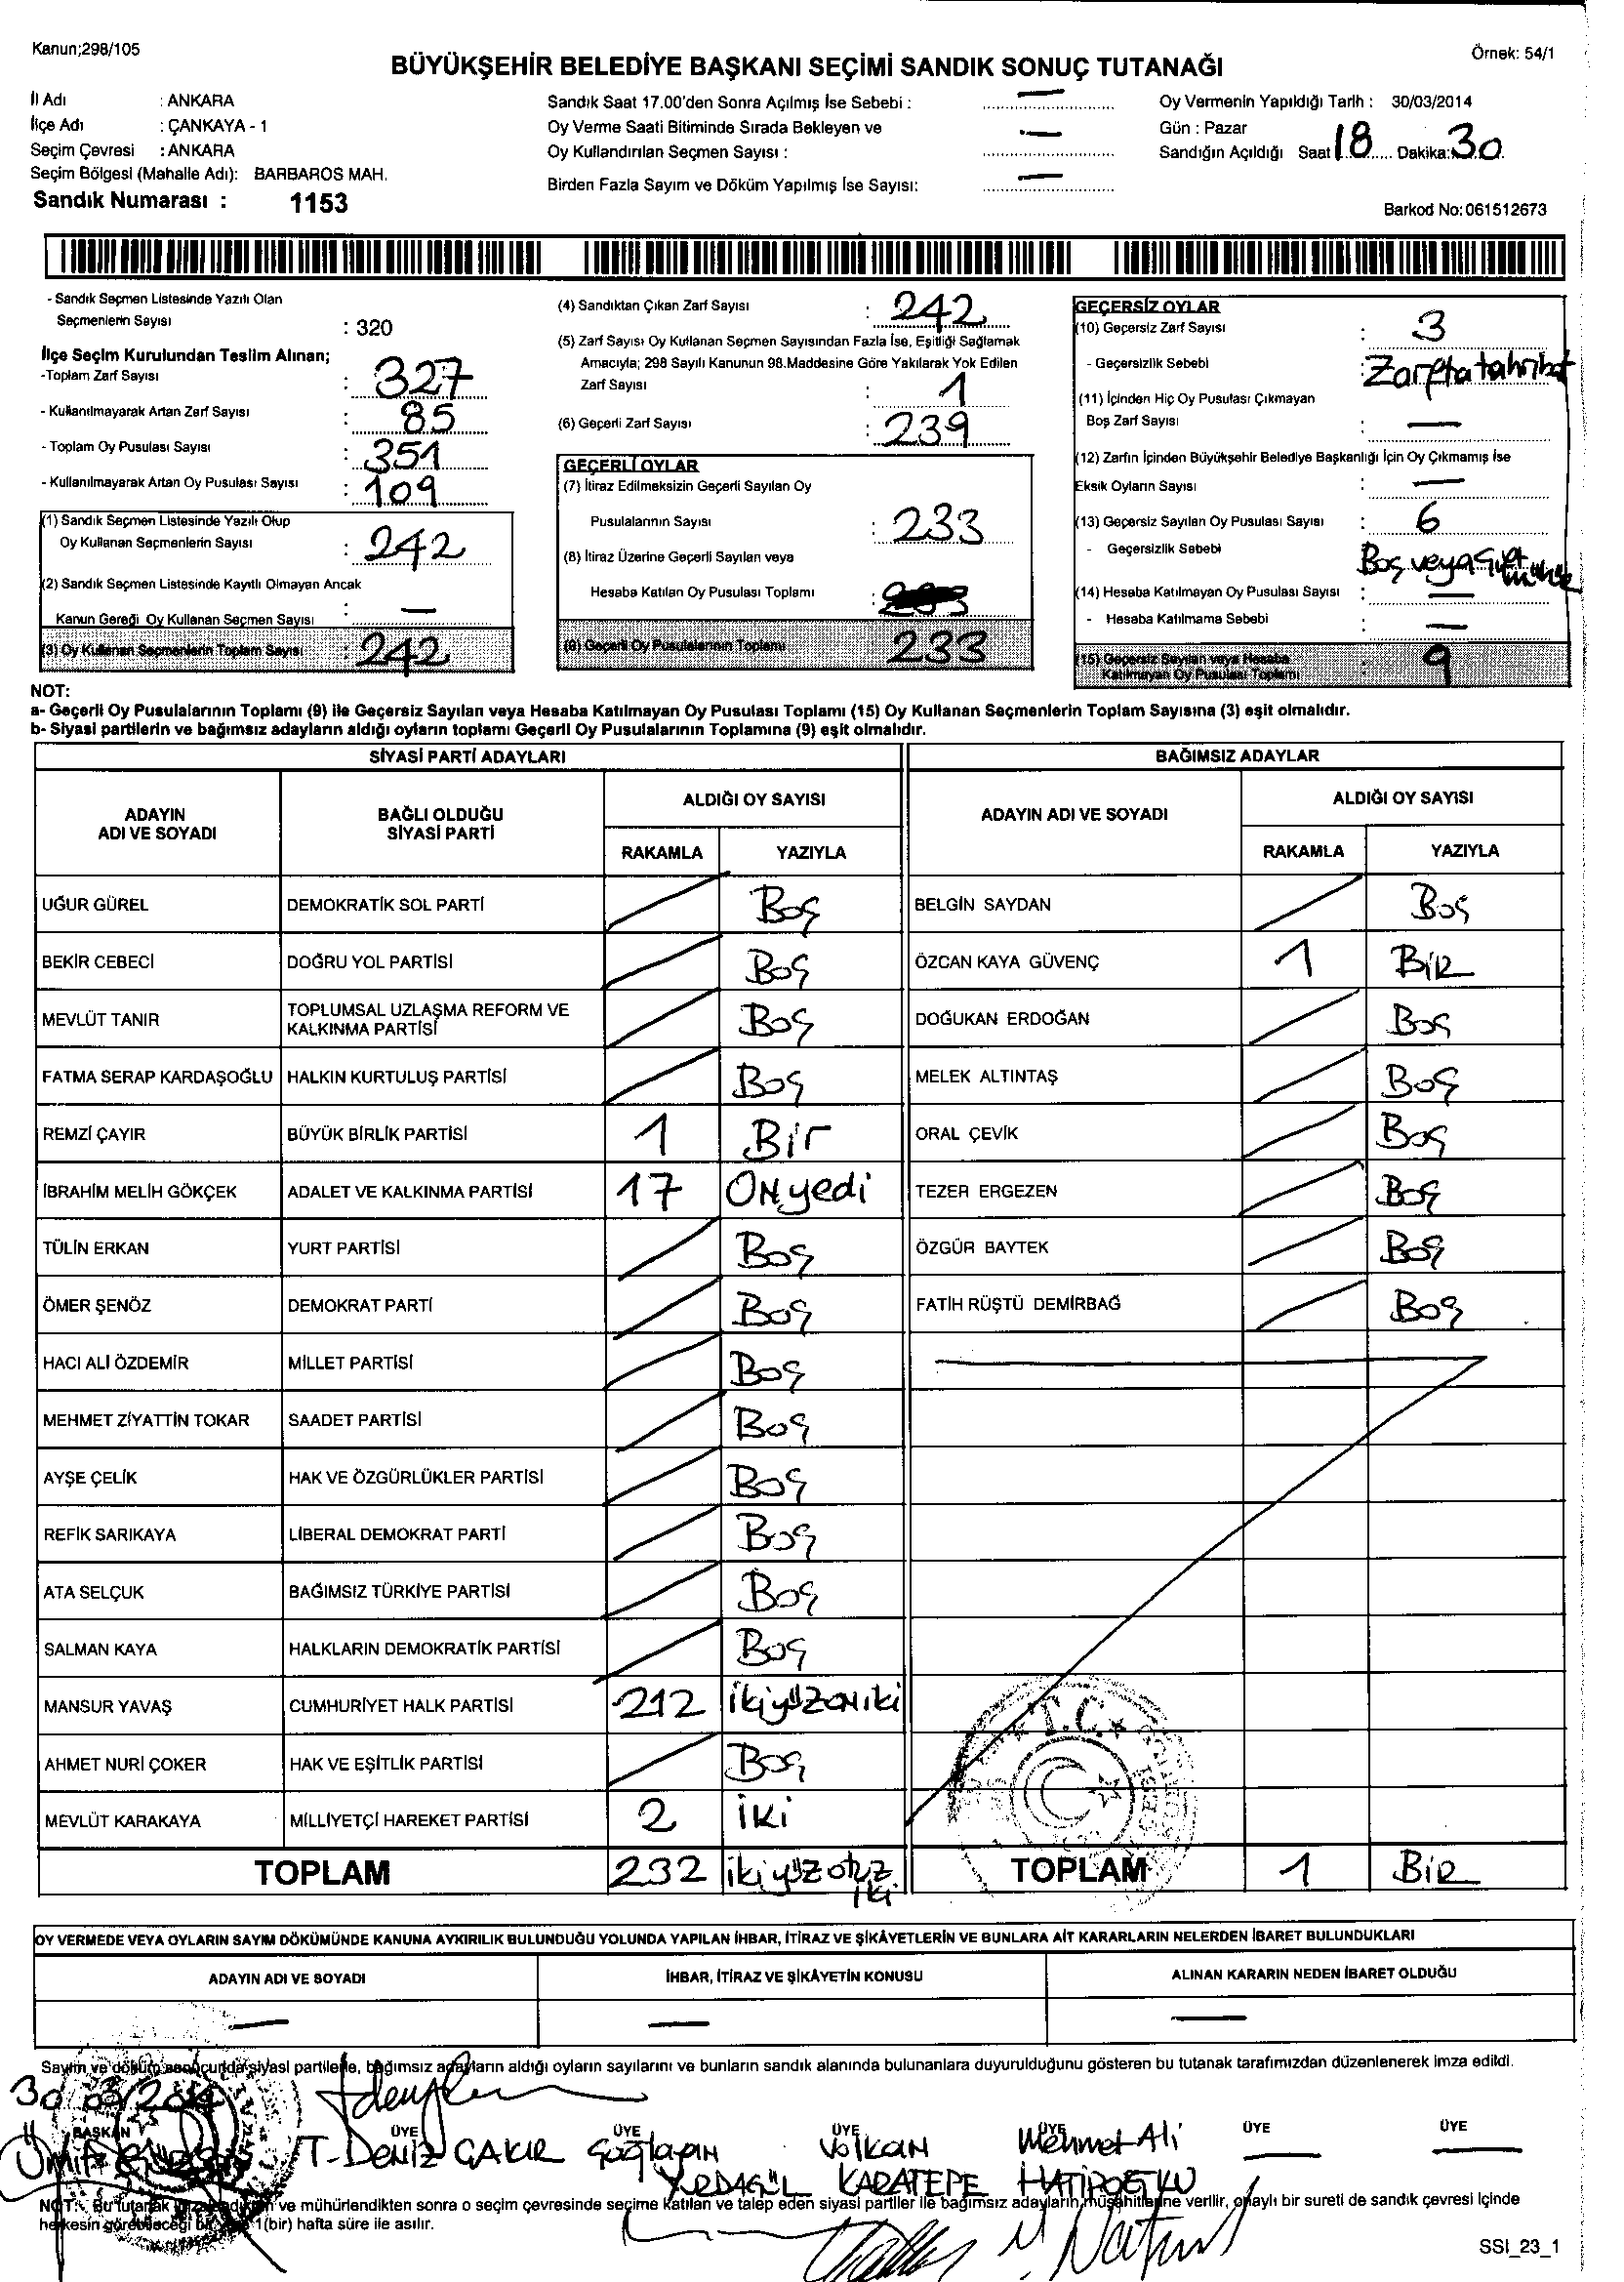 Kanun;298/105
Örnek: 54/1
BÜYÜKŞEHİR BELEDİYE BAŞKANI SEÇİMİ SANDIK SONUÇ TUTANAĞI
İl Adı : ANKARA
İlçe Adı : ÇANKAYA - 1
Seçim Çevresi : ANKARA
Seçim Bölgesi (Mahalle Adı): BARBAROS MAH.
Sandık Numarası : 1153
Sandık Saat 17.00'den Sonra Açılmış İse Sebebi : —
Oy Verme Saati Bitiminde Sırada Bekleyen ve
Oy Kullandırılan Seçmen Sayısı : —
Birden Fazla Sayım ve Döküm Yapılmış İse Sayısı: —
Oy Vermenin Yapıldığı Tarih : 30/03/2014
Gün : Pazar
Sandığın Açıldığı Saat 18 Dakika: 30
Barkod No:061512673
- Sandık Seçmen Listesinde Yazılı Olan
Seçmenlerin Sayısı : 320
İlçe Seçim Kurulundan Teslim Alınan;
-Toplam Zarf Sayısı : 327
- Kullanılmayarak Artan Zarf Sayısı : 85
- Toplam Oy Pusulası Sayısı : 351
- Kullanılmayarak Artan Oy Pusulası Sayısı : 109
(1) Sandık Seçmen Listesinde Yazılı Olup
Oy Kullanan Seçmenlerin Sayısı : 242
(2) Sandık Seçmen Listesinde Kayıtlı Olmayan Ancak
Kanun Gereği Oy Kullanan Seçmen Sayısı : —
(3) Oy Kullanan Seçmenlerin Toplam Sayısı : 242
(4) Sandıktan Çıkan Zarf Sayısı : 242
(5) Zarf Sayısı Oy Kullanan Seçmen Sayısından Fazla İse, Eşitliği Sağlamak
Amacıyla; 298 Sayılı Kanunun 98.Maddesine Göre Yakılarak Yok Edilen
Zarf Sayısı : 1
(6) Geçerli Zarf Sayısı : 239
GEÇERLİ OYLAR
(7) İtiraz Edilmeksizin Geçerli Sayılan Oy
Pusulalarının Sayısı : 233
(8) İtiraz Üzerine Geçerli Sayılan veya
Hesaba Katılan Oy Pusulası Toplamı :
(9) Geçerli Oy Pusulalarının Toplamı 233
GEÇERSİZ OYLAR
(10) Geçersiz Zarf Sayısı : 3
- Geçersizlik Sebebi : Zarfta tahribat
(11) İçinden Hiç Oy Pusulası Çıkmayan
Boş Zarf Sayısı : —
(12) Zarfın İçinden Büyükşehir Belediye Başkanlığı İçin Oy Çıkmamış İse
Eksik Oyların Sayısı : —
(13) Geçersiz Sayılan Oy Pusulası Sayısı : 6
- Geçersizlik Sebebi Boş veya Çift mühür
(14) Hesaba Katılmayan Oy Pusulası Sayısı : —
- Hesaba Katılmama Sebebi : —
(15) Geçersiz Sayılan veya Hesaba
Katılmayan Oy Pusulası Toplamı : 9
NOT:
a- Geçerli Oy Pusulalarının Toplamı (9) ile Geçersiz Sayılan veya Hesaba Katılmayan Oy Pusulası Toplamı (15) Oy Kullanan Seçmenlerin Toplam Sayısına (3) eşit olmalıdır.
b- Siyasi partilerin ve bağımsız adayların aldığı oyların toplamı Geçerli Oy Pusulalarının Toplamına (9) eşit olmalıdır.
SİYASİ PARTİ ADAYLARI
ADAYIN ADI VE SOYADI
BAĞLI OLDUĞU SİYASİ PARTİ
ALDIĞI OY SAYISI
RAKAMLA YAZIYLA
UĞUR GÜREL DEMOKRATİK SOL PARTİ Boş
BEKİR CEBECİ DOĞRU YOL PARTİSİ Boş
MEVLÜT TANIR TOPLUMSAL UZLAŞMA REFORM VE KALKINMA PARTİSİ Boş
FATMA SERAP KARDAŞOĞLU HALKIN KURTULUŞ PARTİSİ Boş
REMZİ ÇAYIR BÜYÜK BİRLİK PARTİSİ 1 Bir
İBRAHİM MELİH GÖKÇEK ADALET VE KALKINMA PARTİSİ 17 ONyedi
TÜLİN ERKAN YURT PARTİSİ Boş
ÖMER ŞENÖZ DEMOKRAT PARTİ Boş
HACI ALİ ÖZDEMİR MİLLET PARTİSİ Boş
MEHMET ZİYATTİN TOKAR SAADET PARTİSİ Boş
AYŞE ÇELİK HAK VE ÖZGÜRLÜKLER PARTİSİ Boş
REFİK SARIKAYA LİBERAL DEMOKRAT PARTİ Boş
ATA SELÇUK BAĞIMSIZ TÜRKİYE PARTİSİ Boş
SALMAN KAYA HALKLARIN DEMOKRATİK PARTİSİ Boş
MANSUR YAVAŞ CUMHURİYET HALK PARTİSİ 212 ikiyüzoniki
AHMET NURİ ÇOKER HAK VE EŞİTLİK PARTİSİ Boş
MEVLÜT KARAKAYA MİLLİYETÇİ HAREKET PARTİSİ 2 iki
TOPLAM 232 ikiyüzotuz iki
BAĞIMSIZ ADAYLAR
ADAYIN ADI VE SOYADI
ALDIĞI OY SAYISI
RAKAMLA YAZIYLA
BELGİN SAYDAN Boş
ÖZCAN KAYA GÜVENÇ 1 BİR
DOĞUKAN ERDOĞAN Boş
MELEK ALTINTAŞ Boş
ORAL ÇEVİK Boş
TEZER ERGEZEN Boş
ÖZGÜR BAYTEK Boş
FATİH RÜŞTÜ DEMİRBAĞ Boş
T.C.
TOPLAM 1 BİR
OY VERMEDE VEYA OYLARIN SAYIM DÖKÜMÜNDE KANUNA AYKIRILIK BULUNDUĞU YOLUNDA YAPILAN İHBAR, İTİRAZ VE ŞİKÂYETLERİN VE BUNLARA AİT KARARLARIN NELERDEN İBARET BULUNDUKLARI
ADAYIN ADI VE SOYADI İHBAR, İTİRAZ VE ŞİKÂYETİN KONUSU ALINAN KARARIN NEDEN İBARET OLDUĞU
— — —
Sayım ve döküm sonucunda siyasi partilerle, bağımsız adayların aldığı oyların sayılarını ve bunların sandık alanında bulunanlara duyurulduğunu gösteren bu tutanak tarafımızdan düzenlenerek imza edildi.
30 03/2014
BAŞKAN ÜYE ÜYE ÜYE ÜYE ÜYE ÜYE
Ümit T. DENİZ ÇAKIR Volkan Mehmet Ali — —
YURDAGÜL KARATEPE HATİPOĞLU
NOT: Bu tutanak ve mühürlendikten sonra o seçim çevresinde seçime katılan ve talep eden siyasi partiler ile bağımsız adayların müşahitlerine verilir, onaylı bir sureti de sandık çevresi içinde
herkesin görebileceği bir 1(bir) hafta süre ile asılır.
SSI_23_1